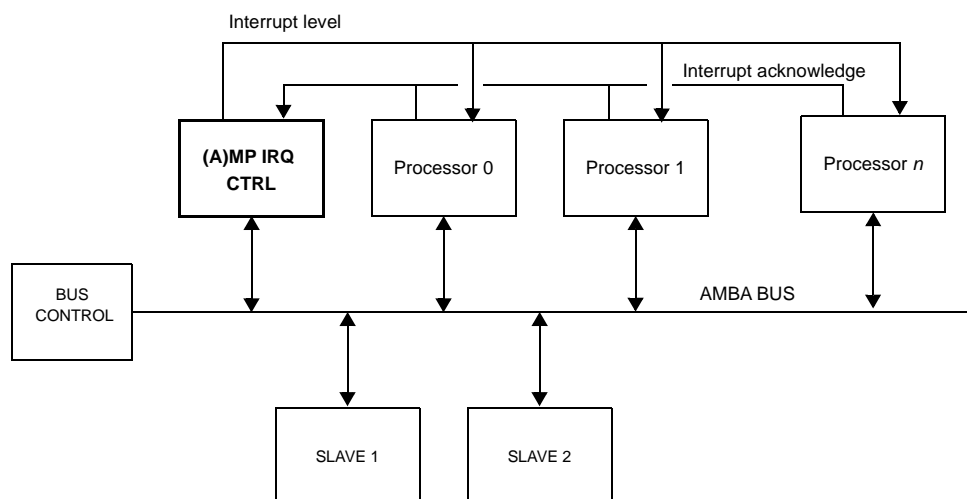 Interrupt level
Interrupt acknowledge
(A)MP IRQ
CTRL
Processor 0
Processor 1
Processor n
BUS
CONTROL
AMBA BUS
SLAVE 1
SLAVE 2